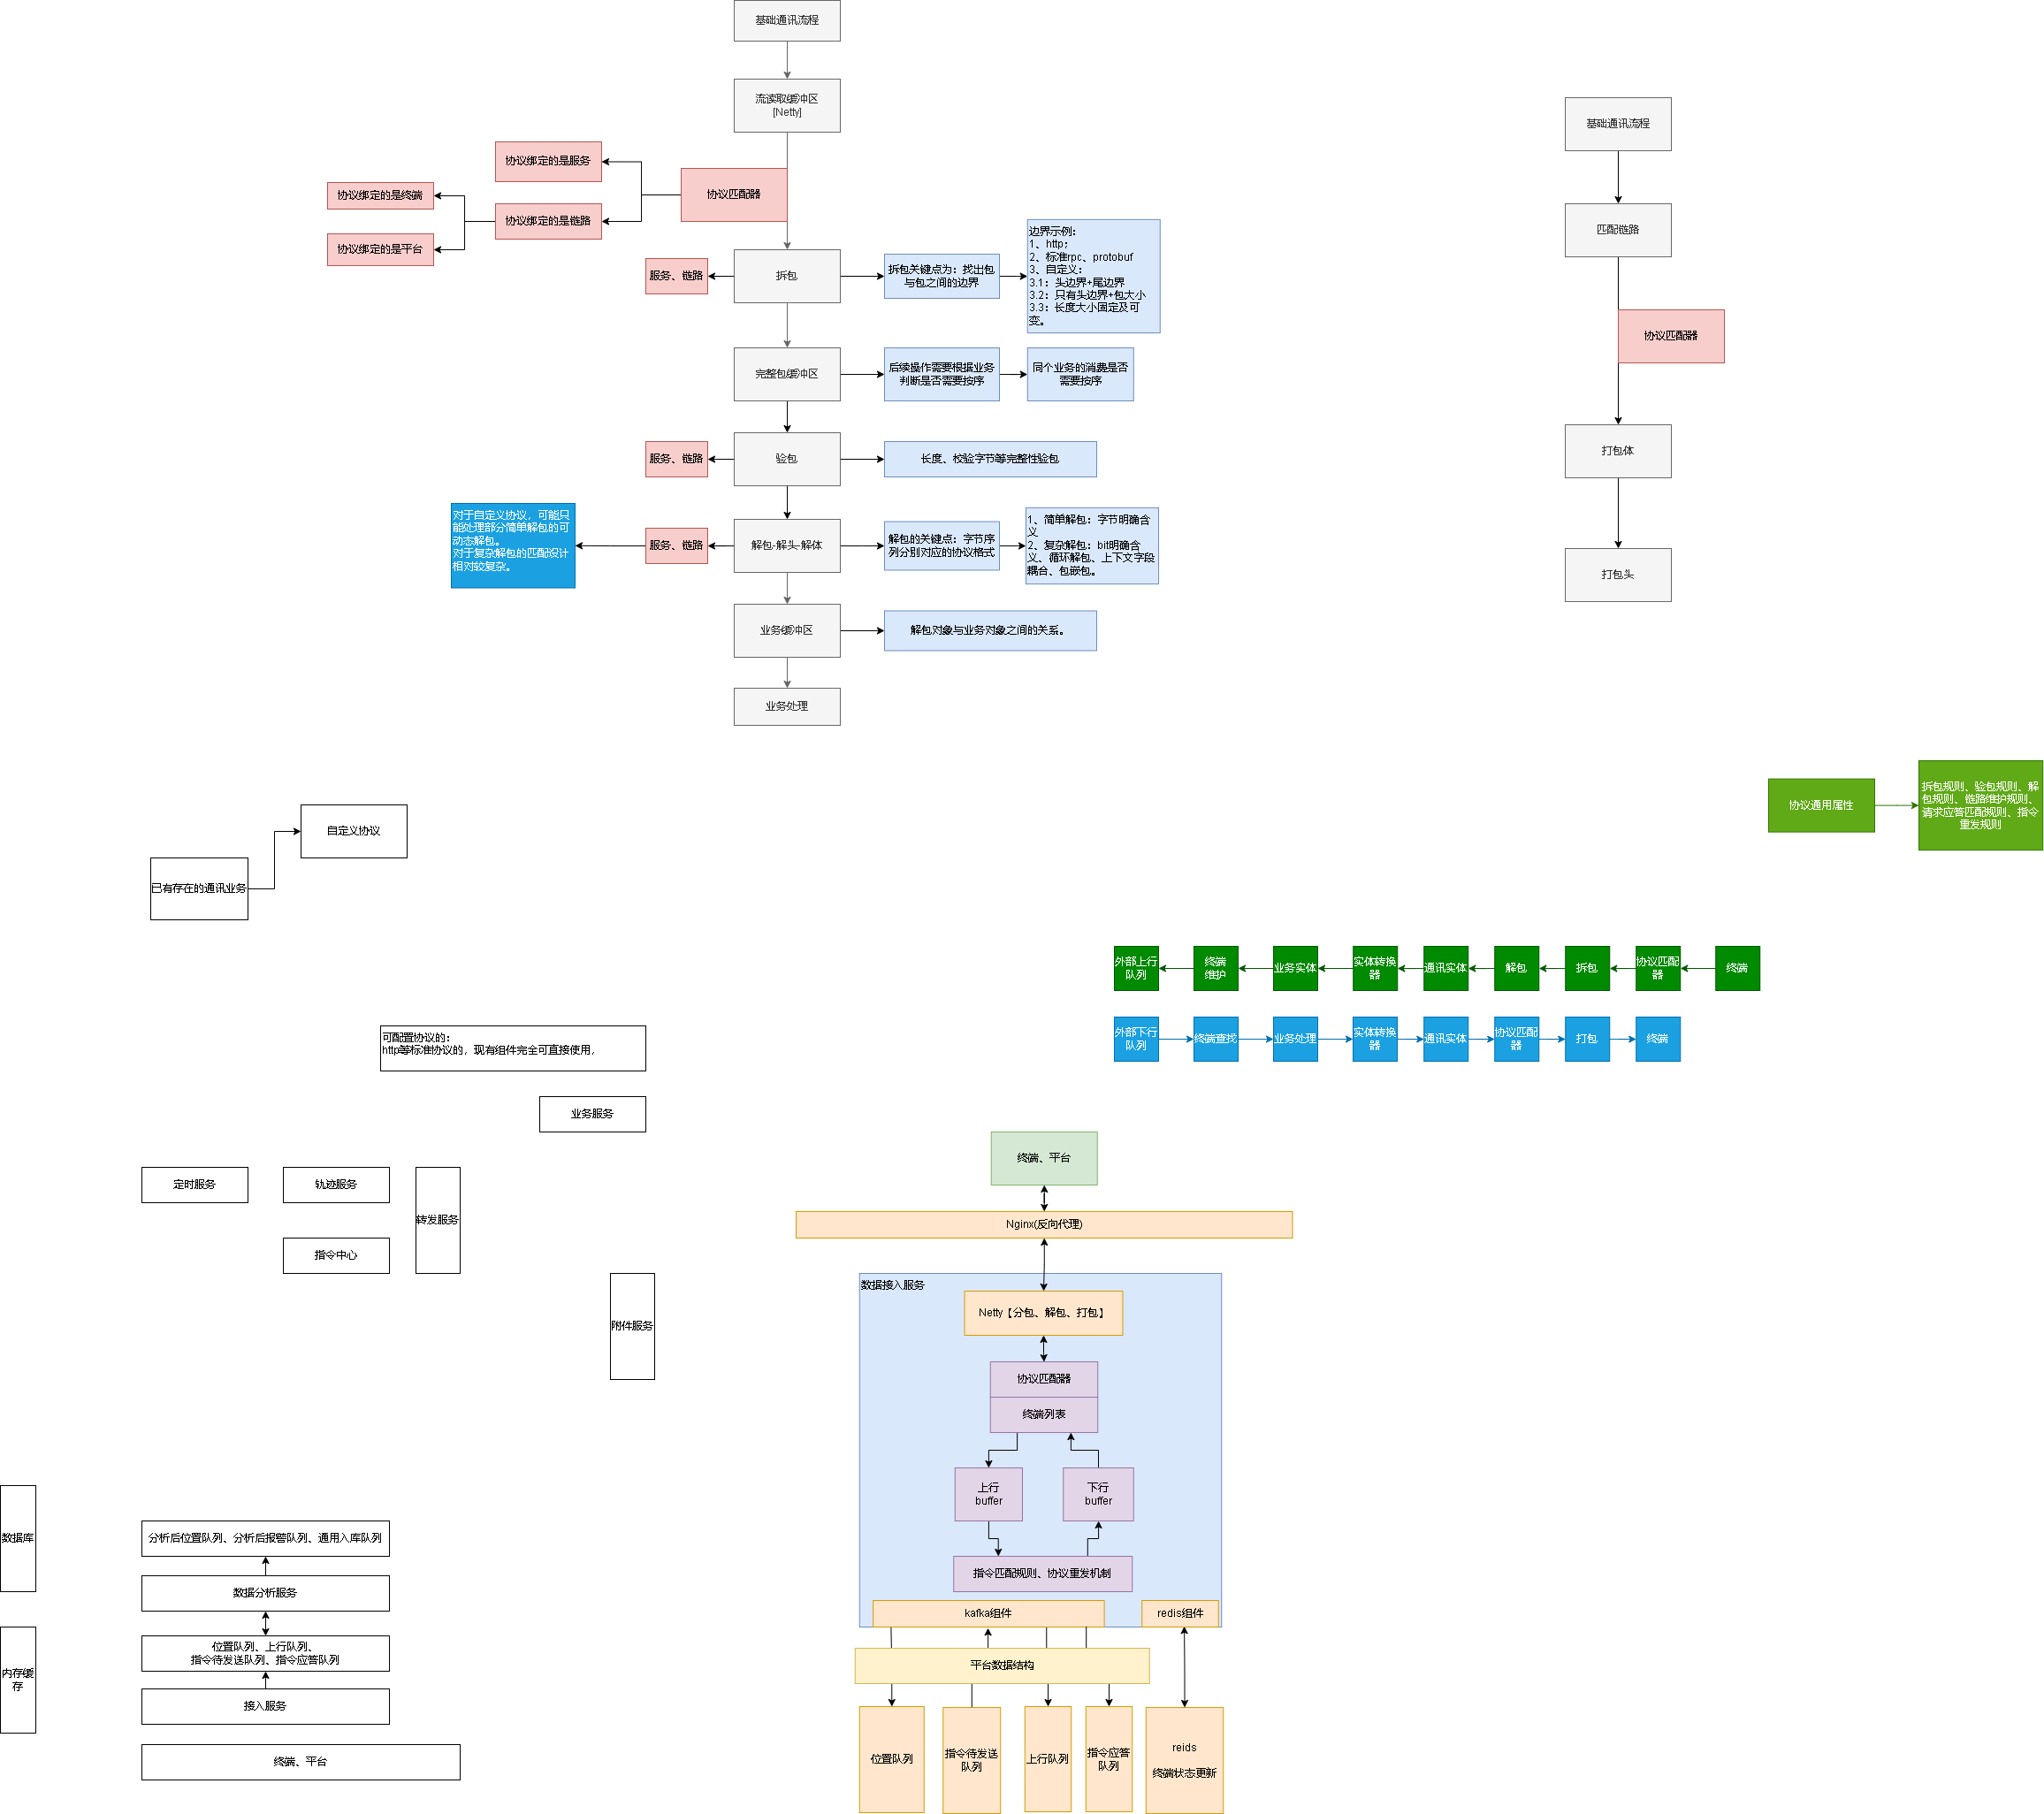 基础通讯流程
流读取缓冲区
[Netty]
协议匹配器
协议绑定的是服务
协议绑定的是链路
协议绑定的是终端
协议绑定的是平台
拆包
服务、链路
拆包关键点为：找出包
与包之间的边界
边界示例：
1、http；
2、标准rpc、protobuf
3、自定义：
3.1：头边界+尾边界
3.2：只有头边界+包大小
3.3：长度大小固定及可
变。
完整包缓冲区
后续操作需要根据业务
判断是否需要按序
同个业务的消费是否
需要按序
验包
服务、链路
长度、校验字节等完整性验包
解包-解头-解体
服务、链路
对于自定义协议，可能只
能处理部分简单解包的可
动态解包。
对于复杂解包的匹配设计
相对较复杂。
解包的关键点：字节序
列分别对应的协议格式
1、简单解包：字节明确含
义
2、复杂解包：bit明确含
义、循环解包、上下文字段
耦合、包嵌包。
业务缓冲区
解包对象与业务对象之间的关系。
业务处理
基础通讯流程
匹配链路
协议匹配器
打包体
打包头
协议通用属性
拆包规则、验包规则、解
包规则、链路维护规则、
请求应答匹配规则、指令
重发规则
自定义协议
已有存在的通讯业务
外部上行
队列
终端
维护
业务实体
实体转换
器
通讯实体
解包
拆包
协议匹配
器
终端
外部下行
队列
终端查找
业务处理
实体转换
器
通讯实体
协议匹配
器
打包
终端
可配置协议的：
http等标准协议的，现有组件完全可直接使用，
业务服务
定时服务
轨迹服务
转发服务
指令中心
附件服务
数据库
分析后位置队列、分析后报警队列、通用入库队列
数据分析服务
内存缓
存
位置队列、上行队列、
指令待发送队列、指令应答队列
接入服务
终端、平台
终端、平台
Nginx(反向代理)
数据接入服务
Netty【分包、解包、打包】
协议匹配器
终端列表
上行
buffer
下行
buffer
指令匹配规则、协议重发机制
kafka组件
redis组件
平台数据结构
位置队列
指令待发送
队列
上行队列
指令应答
队列
reids
终端状态更新